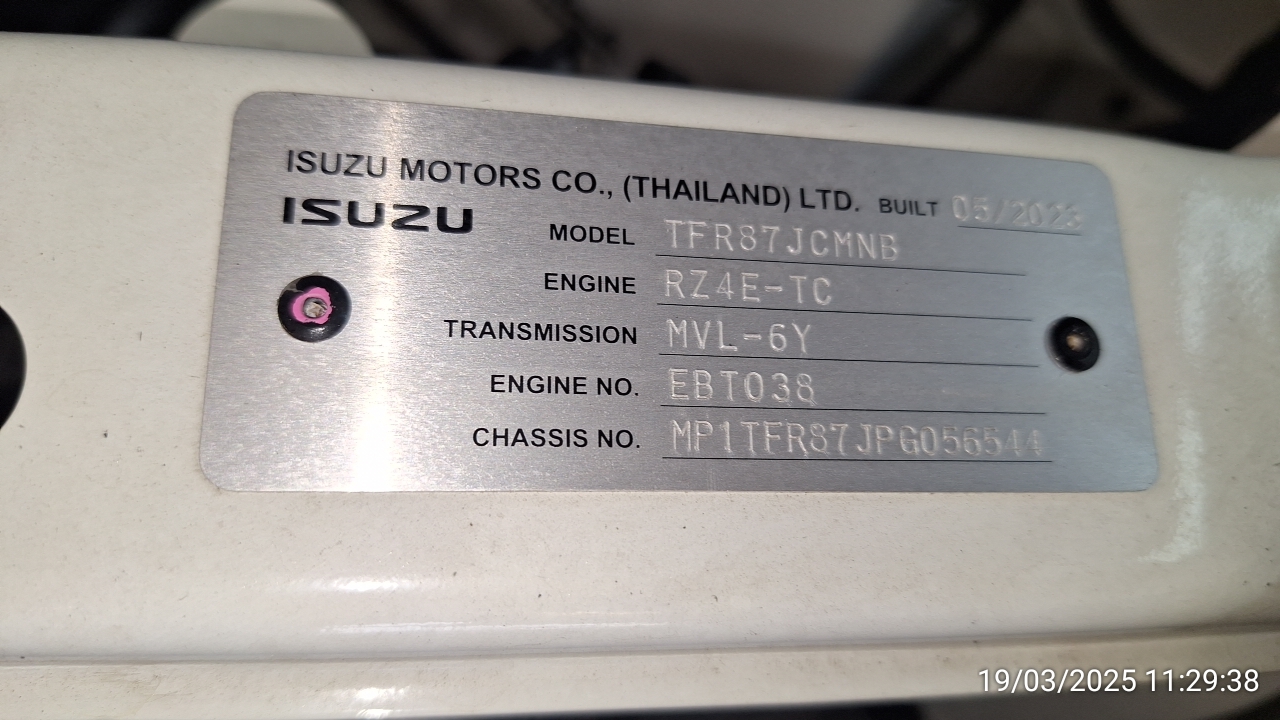 ISUZU MOTORS CO., (THAILAND) LTD. BUILT 05/2023
ISUZU
MODEL TFR87JCMNB
ENGINE RZ4E-TC
TRANSMISSION MVL-6Y
ENGINE NO. EBT038
CHASSIS NO. MP1TFR87JPG056544
19/03/2025 11:29:38